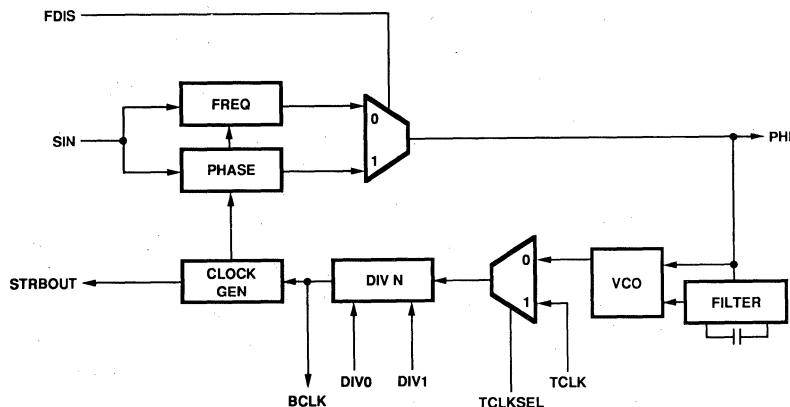 FDIS
FREQ
0
SIN
PHASE
1
CLOCK
GEN
STRBOUT
DIV N
0
1
VCO
FILTER
BCLK
DIV0
DIV1
TCLKSEL
TCLK